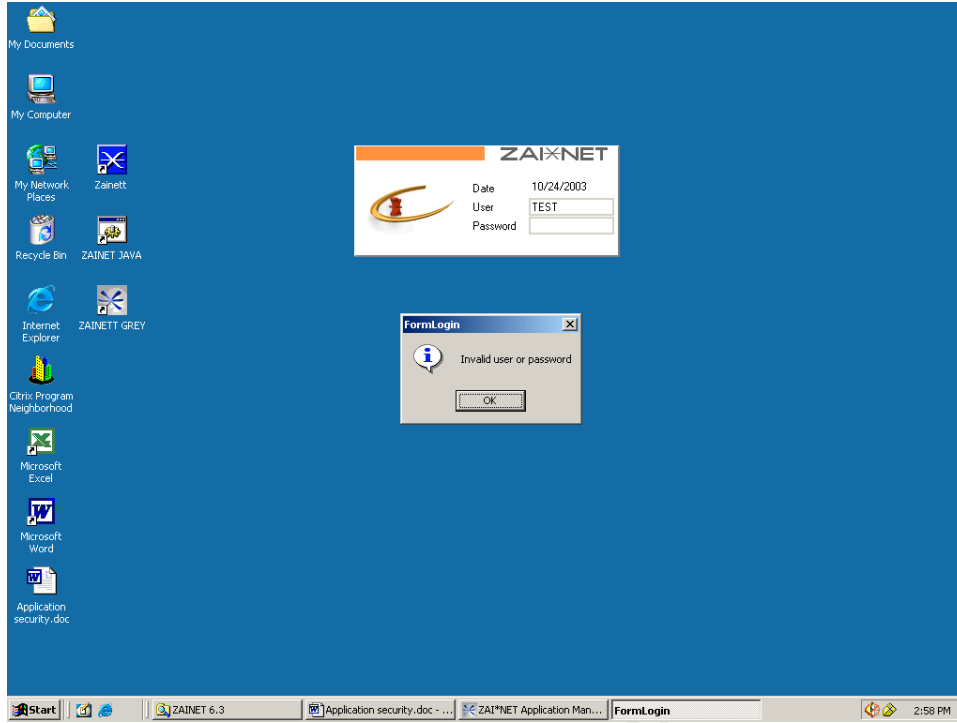 My Documents
My Computer
My Network
Places
Zainett
Recycle Bin
ZAINET JAVA
Internet
Explorer
ZAINETT GREY
Citrix Program
Neighborhood
Microsoft
Excel
Microsoft
Word
Application
security.doc
ZAI*NET
Date 10/24/2003
User TEST
Password
FormLogin
Invalid user or password
OK
Start
ZAINET 6.3
Application security.doc - ...
ZAI*NET Application Man...
FormLogin
2:58 PM